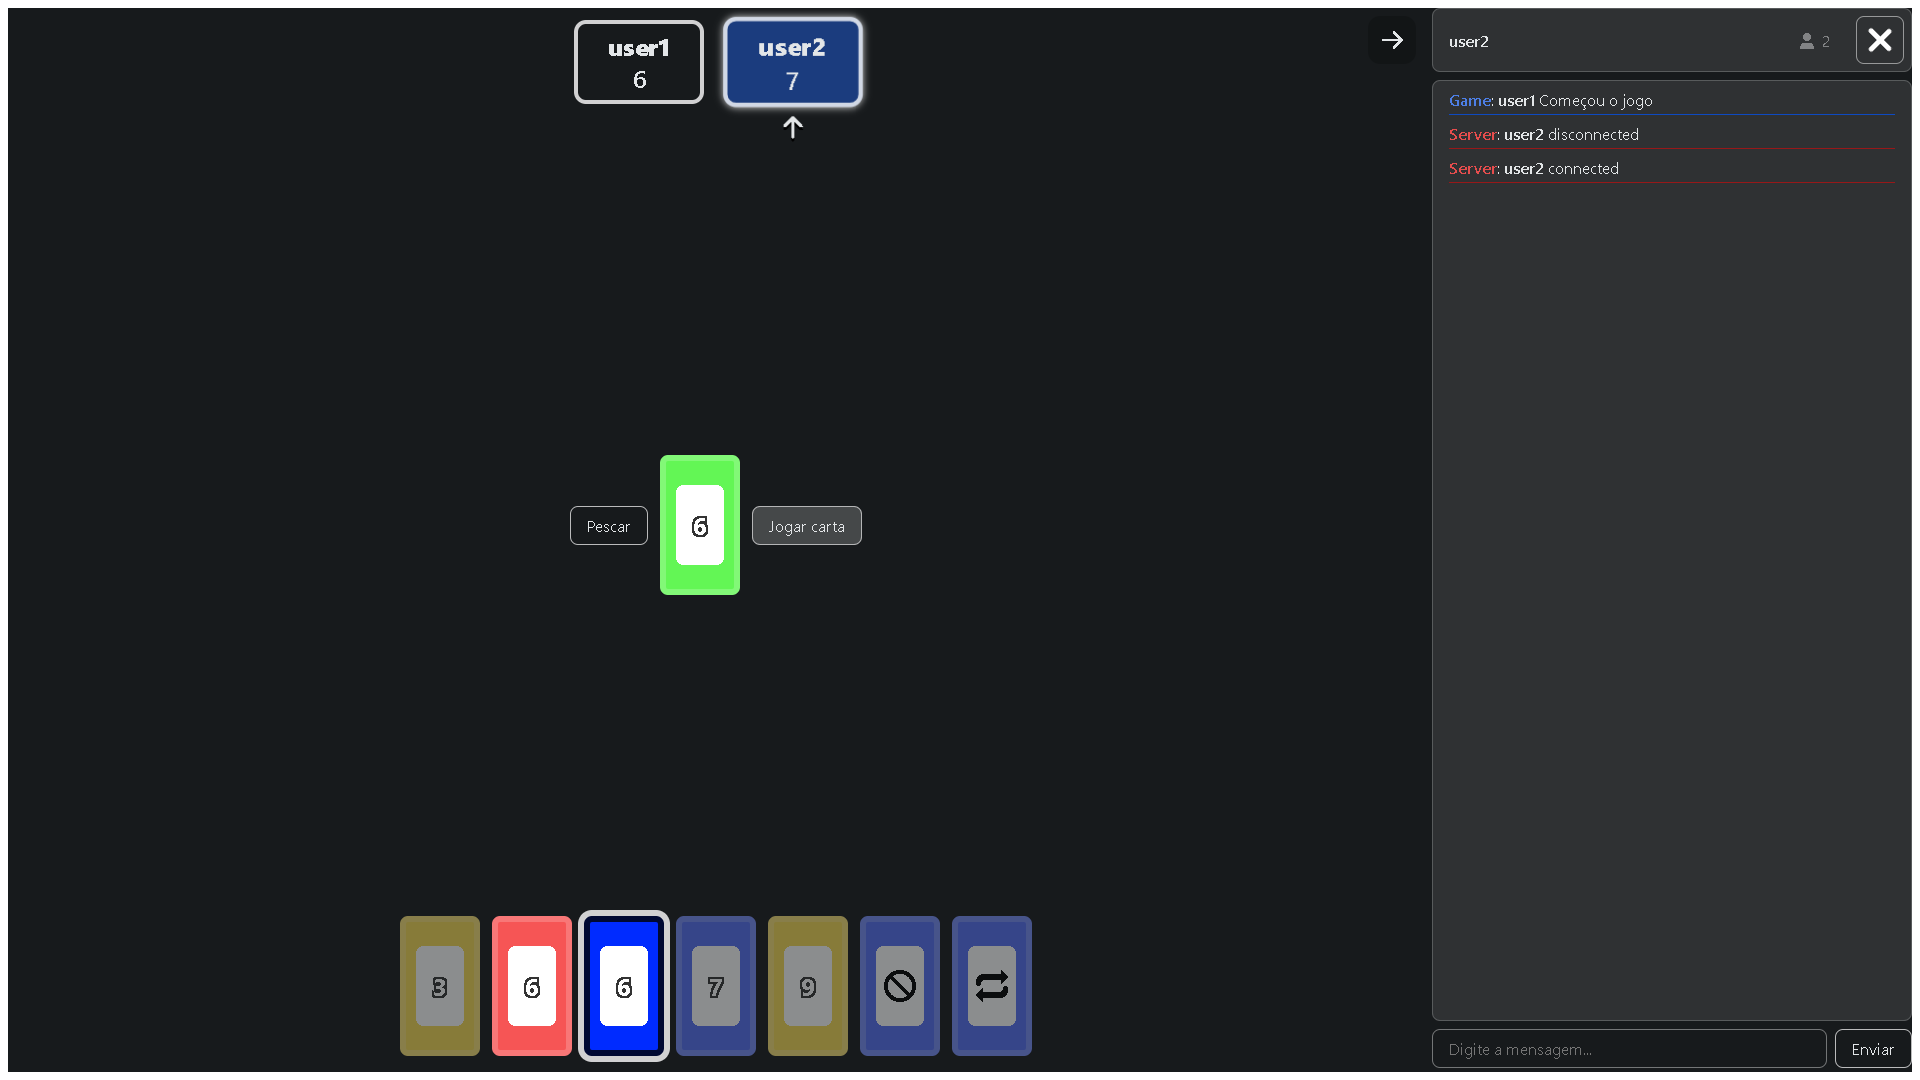 user1
6
user2
7
user2
2
Game: user1 Começou o jogo
Server: user2 disconnected
Server: user2 connected
Pescar
6
Jogar carta
3
6
6
7
9
Digite a mensagem...
Enviar